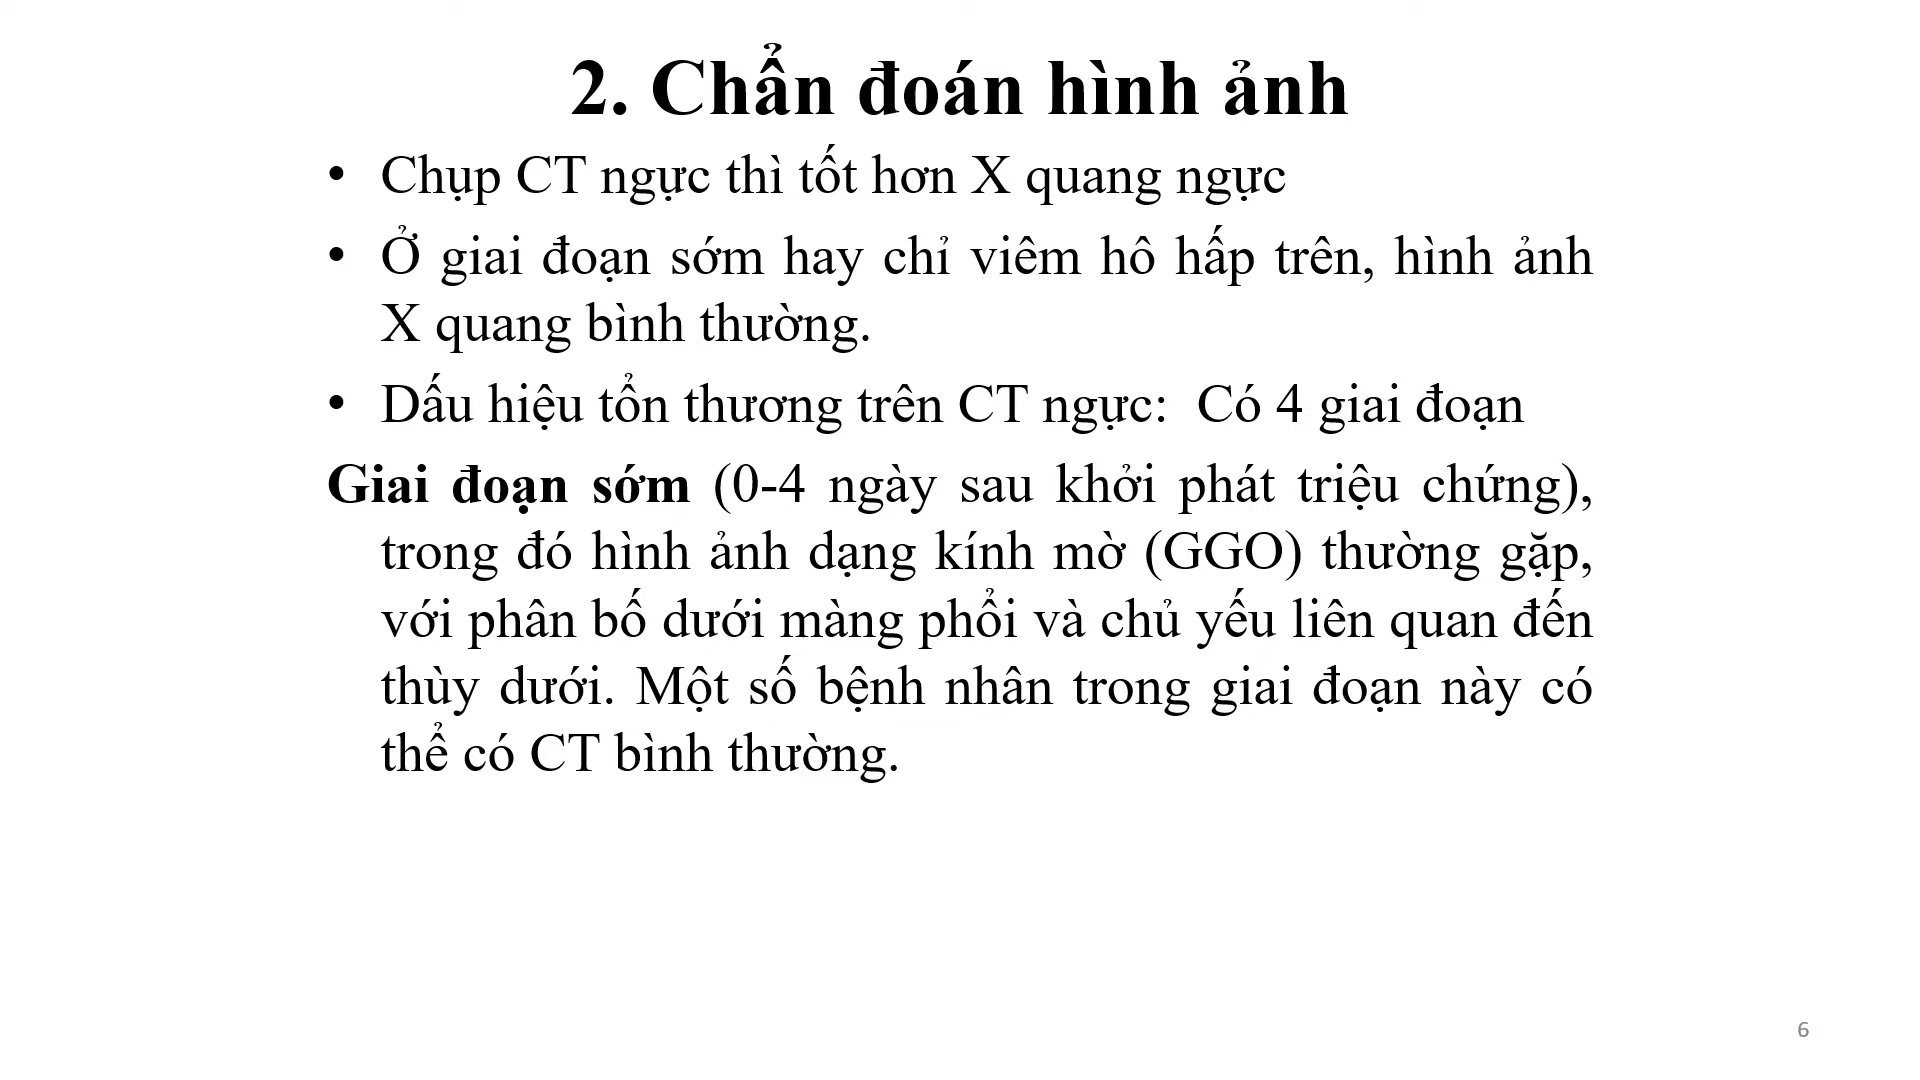 2. Chẩn đoán hình ảnh
• Chụp CT ngực thì tốt hơn X quang ngực
• Ở giai đoạn sớm hay chỉ viêm hô hấp trên, hình ảnh
X quang bình thường.
• Dấu hiệu tổn thương trên CT ngực:  Có 4 giai đoạn
Giai đoạn sớm (0-4 ngày sau khởi phát triệu chứng),
trong đó hình ảnh dạng kính mờ (GGO) thường gặp,
với phân bố dưới màng phổi và chủ yếu liên quan đến
thùy dưới. Một số bệnh nhân trong giai đoạn này có
thể có CT bình thường.
6